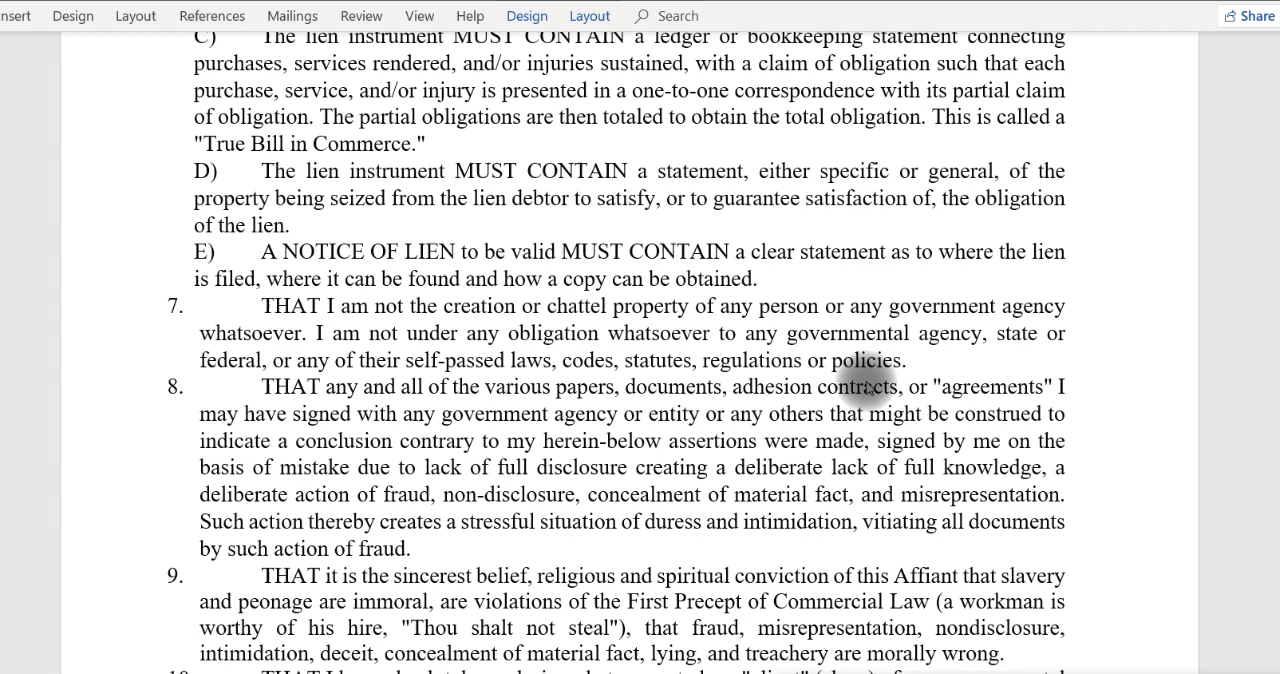 nsert Design Layout References Mailings Review View Help Design Layout Search Share
C) The lien instrument MUST CONTAIN a ledger or bookkeeping statement connecting
purchases, services rendered, and/or injuries sustained, with a claim of obligation such that each
purchase, service, and/or injury is presented in a one-to-one correspondence with its partial claim
of obligation. The partial obligations are then totaled to obtain the total obligation. This is called a
"True Bill in Commerce."
D) The lien instrument MUST CONTAIN a statement, either specific or general, of the
property being seized from the lien debtor to satisfy, or to guarantee satisfaction of, the obligation
of the lien.
E) A NOTICE OF LIEN to be valid MUST CONTAIN a clear statement as to where the lien
is filed, where it can be found and how a copy can be obtained.
7. THAT I am not the creation or chattel property of any person or any government agency
whatsoever. I am not under any obligation whatsoever to any governmental agency, state or
federal, or any of their self-passed laws, codes, statutes, regulations or policies.
8. THAT any and all of the various papers, documents, adhesion contracts, or "agreements" I
may have signed with any government agency or entity or any others that might be construed to
indicate a conclusion contrary to my herein-below assertions were made, signed by me on the
basis of mistake due to lack of full disclosure creating a deliberate lack of full knowledge, a
deliberate action of fraud, non-disclosure, concealment of material fact, and misrepresentation.
Such action thereby creates a stressful situation of duress and intimidation, vitiating all documents
by such action of fraud.
9. THAT it is the sincerest belief, religious and spiritual conviction of this Affiant that slavery
and peonage are immoral, are violations of the First Precept of Commercial Law (a workman is
worthy of his hire, "Thou shalt not steal"), that fraud, misrepresentation, nondisclosure,
intimidation, deceit, concealment of material fact, lying, and treachery are morally wrong.